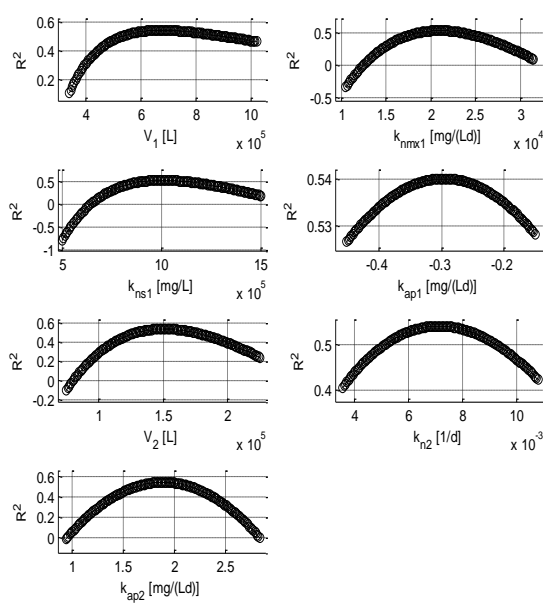 0.6
0.4
0.2
R²
4 6 8 10
V₁ [L]
x 10⁵
0.5
0
-0.5
R²
1 1.5 2 2.5 3
k_nmx1 [mg/(Ld)]
x 10⁴
0.5
0
-0.5
-1
R²
5 10 15
k_ns1 [mg/L]
x 10⁵
0.54
0.53
R²
-0.4 -0.3 -0.2
k_ap1 [mg/(Ld)]
0.6
0.4
0.2
0
-0.2
R²
1 1.5 2
V₂ [L]
x 10⁵
0.5
0.4
R²
4 6 8 10
k_n2 [1/d]
x 10⁻³
0.6
0.4
0.2
0
R²
1 1.5 2 2.5
k_ap2 [mg/(Ld)]